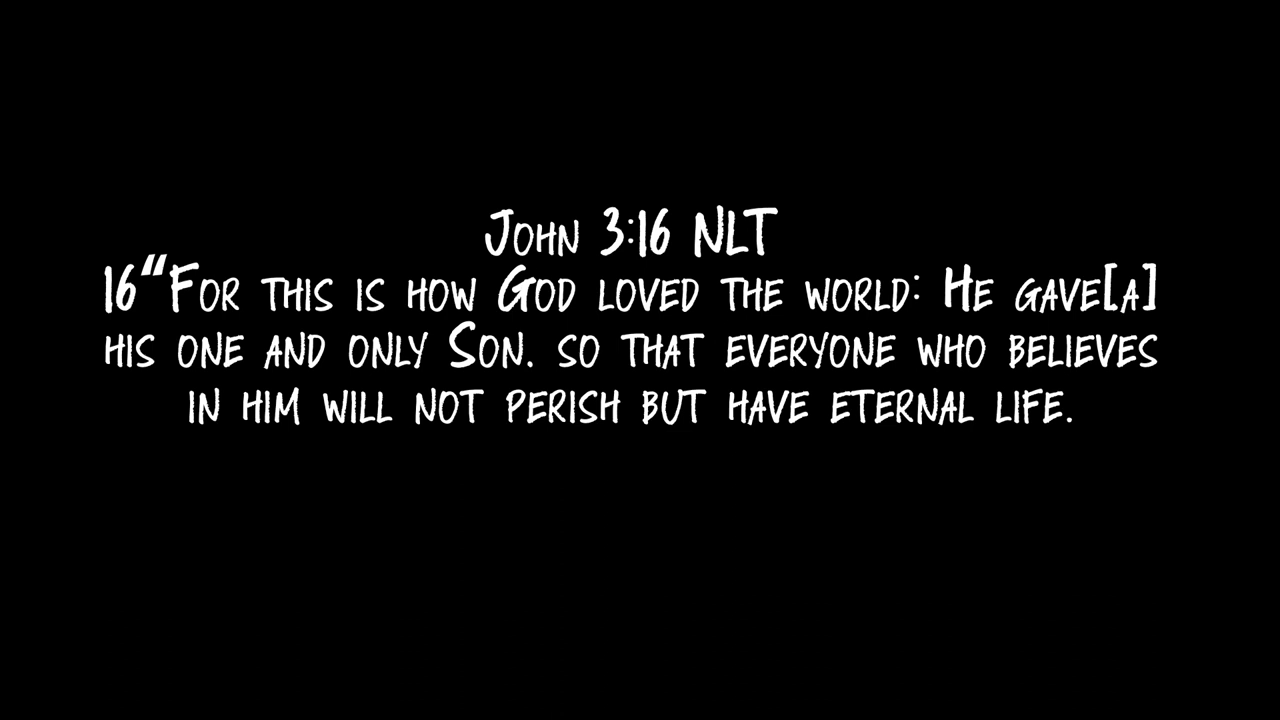 John 3:16 NLT
16“For this is how God loved the world: He gave[a]
his one and only Son. so that everyone who believes
in him will not perish but have eternal life.